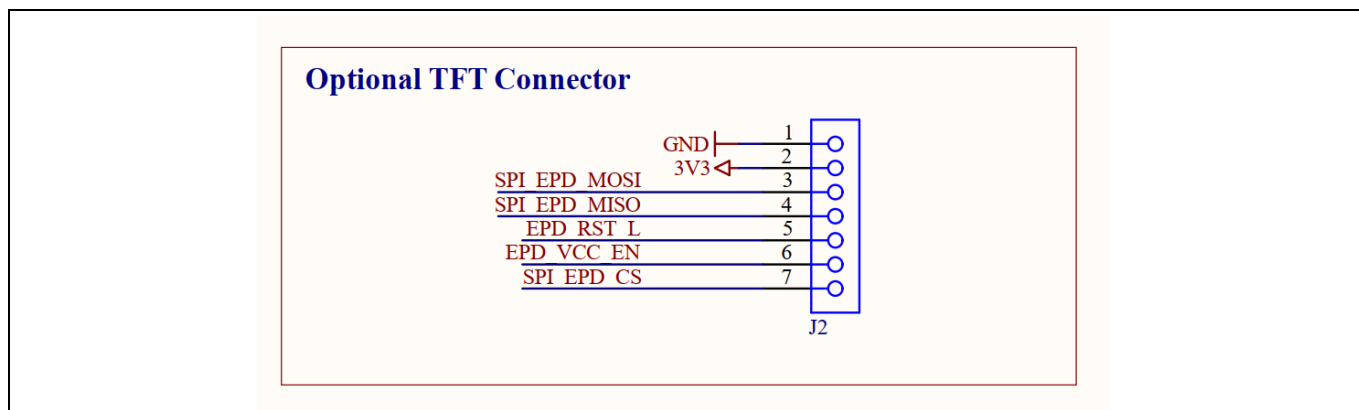 Optional TFT Connector
GND 1
3V3 2
SPI_EPD_MOSI 3
SPI_EPD_MISO 4
EPD_RST_L 5
EPD_VCC_EN 6
SPI_EPD_CS 7
J2